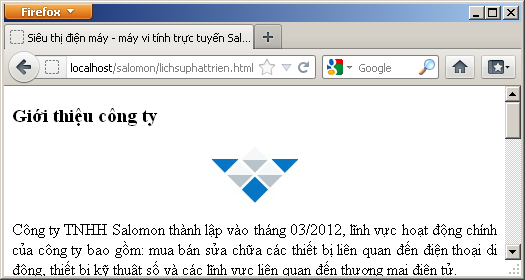 Firefox
Siêu thị điện máy - máy vi tính trực tuyến Sal...
localhost/salomon/lichsuphattrien.html
Google
Giới thiệu công ty
Công ty TNHH Salomon thành lập vào tháng 03/2012, lĩnh vực hoạt động chính
của công ty bao gồm: mua bán sửa chữa các thiết bị liên quan đến điện thoại di
động, thiết bị kỹ thuật số và các lĩnh vực liên quan đến thương mại điện tử.